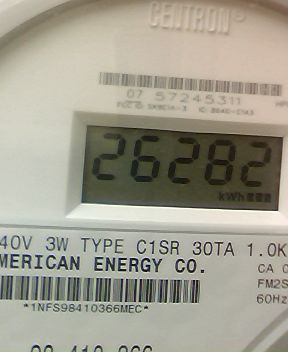 CENTRON®
07 57245311
26282
kWh
40V 3W TYPE C1SR 30TA 1.0K
MERICAN ENERGY CO.
CA 0
FM2S
60Hz
*1NFS98410366MEC*